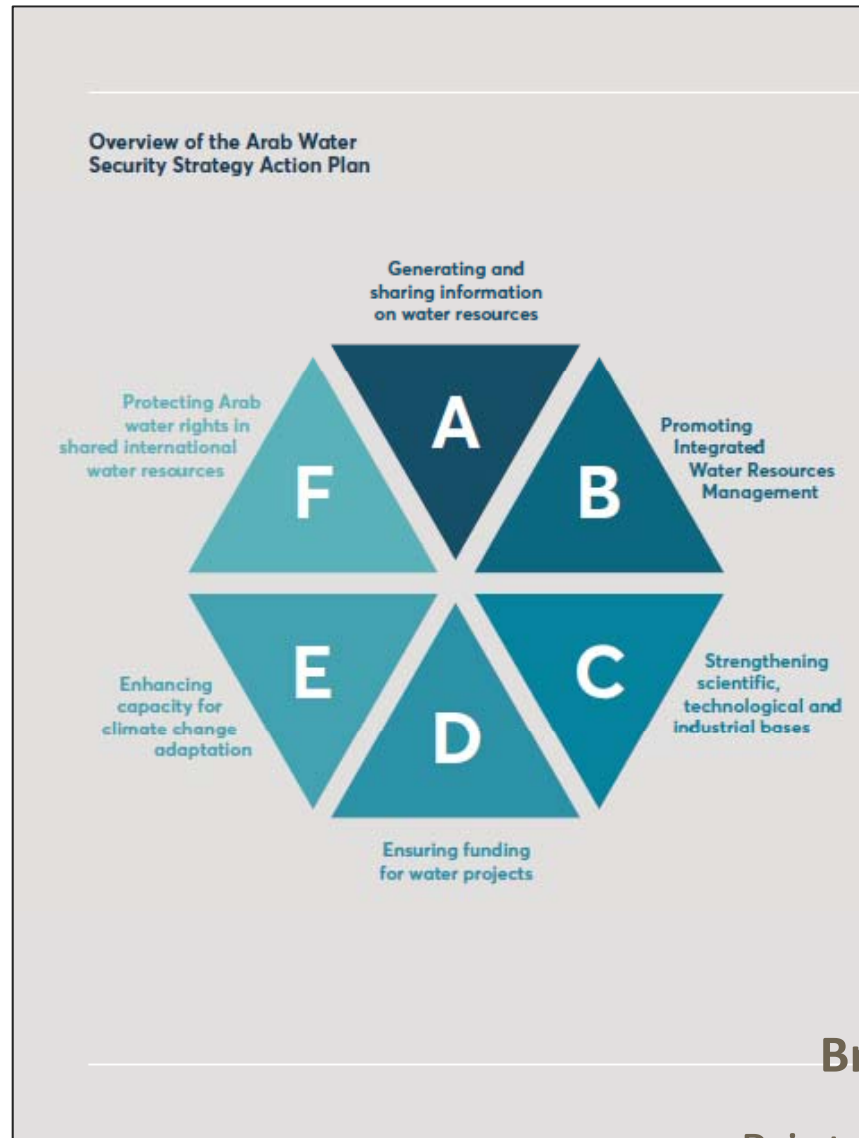 Overview of the Arab Water
Security Strategy Action Plan
Generating and
sharing information
on water resources
A
Protecting Arab
water rights in
shared international
water resources
F
B
Promoting
Integrated
Water Resources
Management
Enhancing
capacity for
climate change
adaptation
E
D
C
Strengthening
scientific,
technological and
industrial bases
Ensuring funding
for water projects
Br